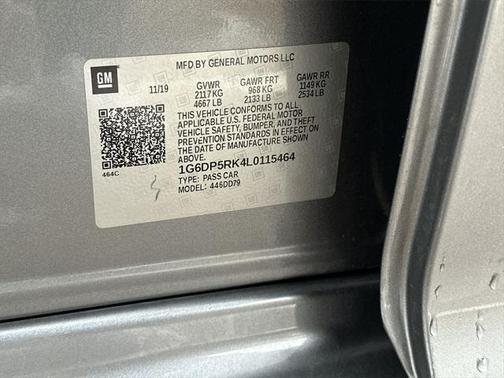 MFD BY GENERAL MOTORS LLC
GM
11/19 GVWR GAWR FRT GAWR RR
2117 KG 968 KG 1149 KG
4667 LB 2133 LB 2534 LB
THIS VEHICLE CONFORMS TO ALL
APPLICABLE U.S. FEDERAL MOTOR
VEHICLE SAFETY, BUMPER, AND THEFT
PREVENTION STANDARDS IN EFFECT ON
THE DATE OF MANUFACTURE SHOWN
ABOVE.
464C
1G6DP5RK4L0115464
TYPE: PASS CAR
MODEL: 446DD79